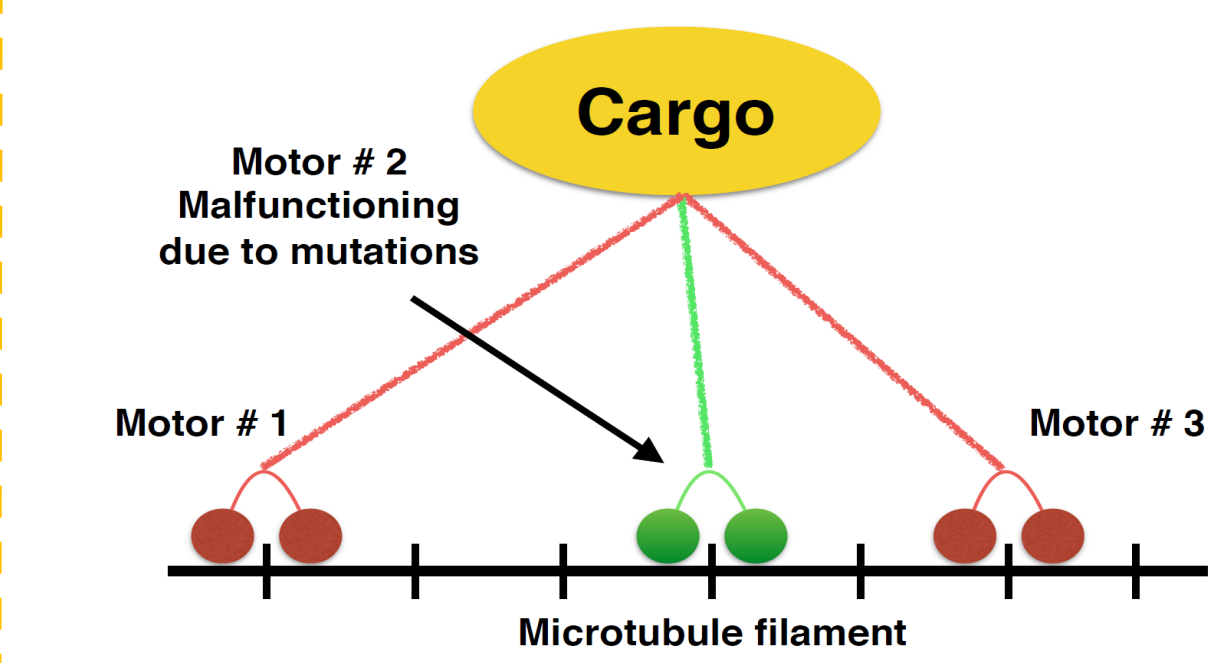 Cargo
Motor # 2
Malfunctioning
due to mutations
Motor # 1
Motor # 3
Microtubule filament